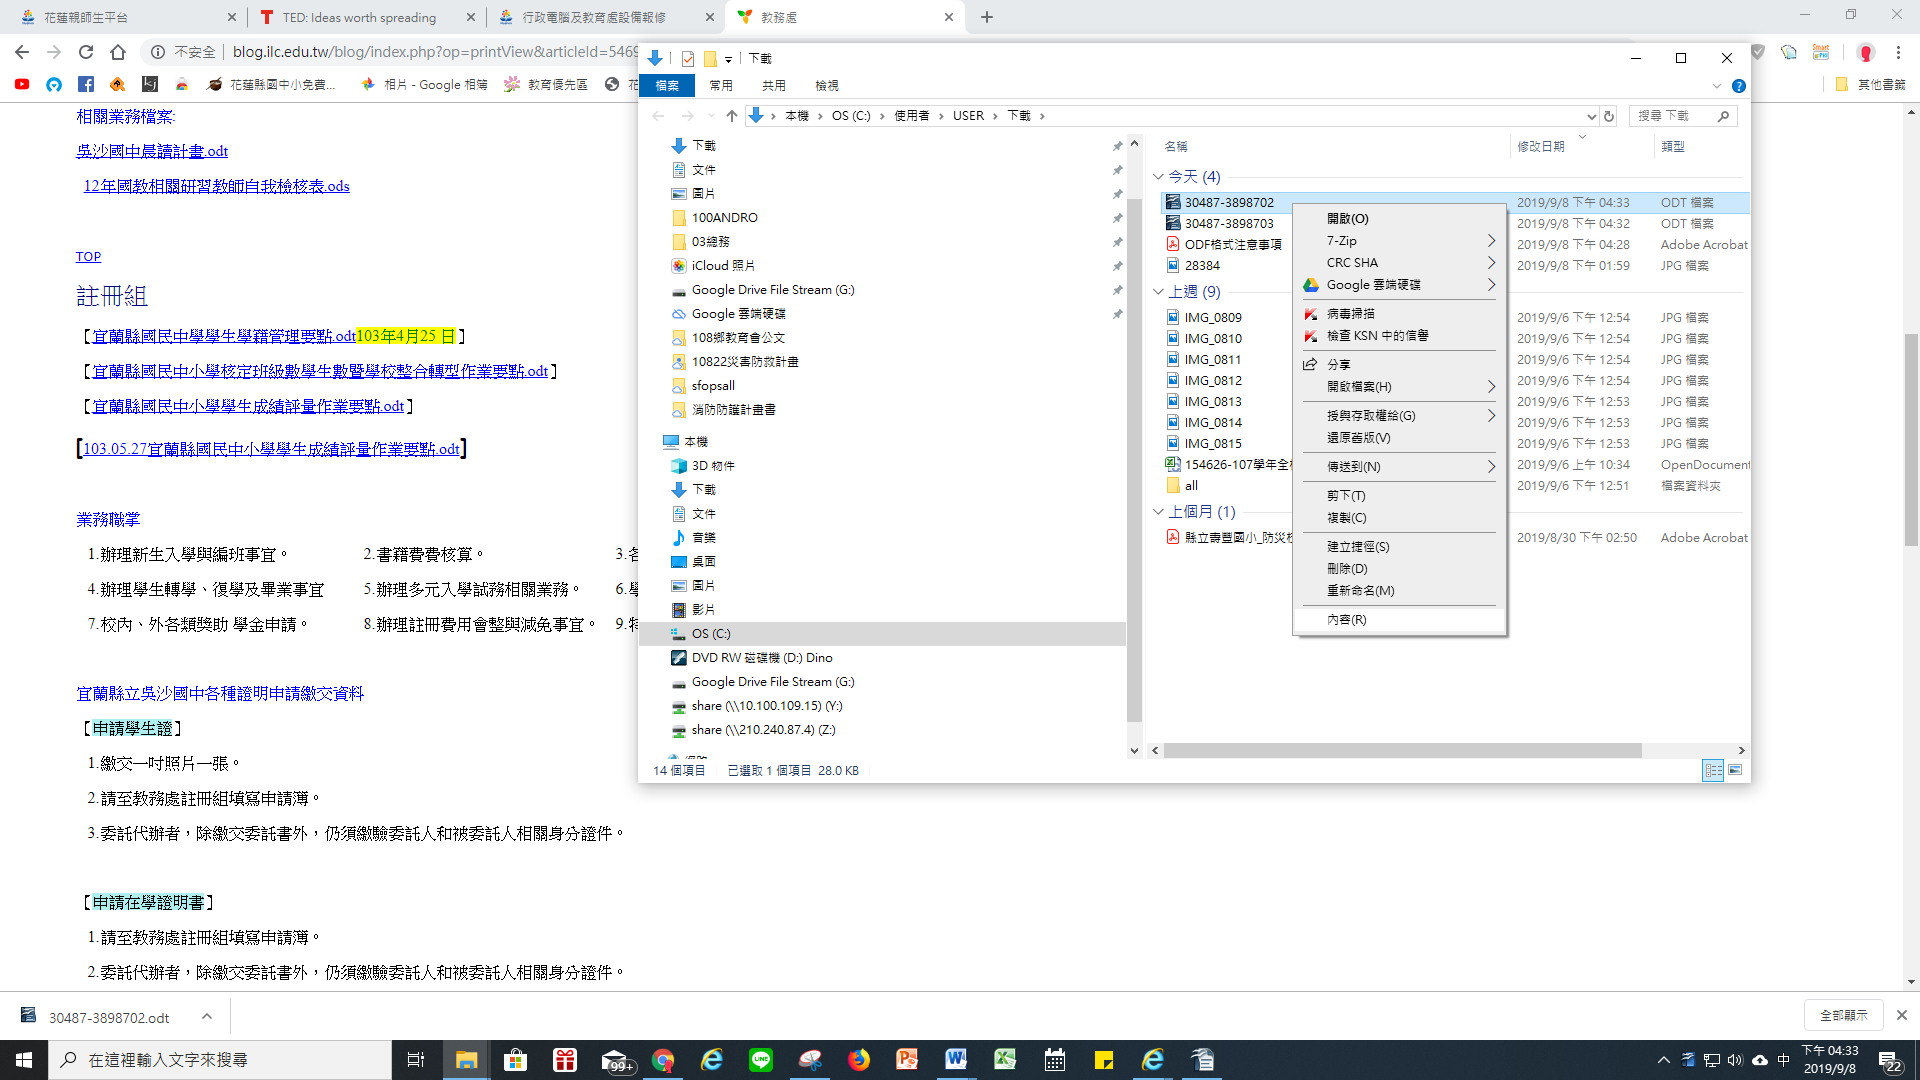 花蓮親師生平台
TED: Ideas worth spreading
行政電腦及教育處設備報修
教務處
不安全
blog.ilc.edu.tw/blog/index.php?op=printView&articleId=5469
花蓮縣國中小免費...
相片 - Google 相簿
教育優先區
其他書籤
相關業務檔案:
吳沙國中晨讀計畫.odt
12年國教相關研習教師自我檢核表.ods
TOP
註冊組
【宜蘭縣國民中學學生學籍管理要點.odt103年4月25 日】
【宜蘭縣國民中小學核定班級數學生數暨學校整合轉型作業要點.odt】
【宜蘭縣國民中小學學生成績評量作業要點.odt】
【103.05.27宜蘭縣國民中小學學生成績評量作業要點.odt】
業務職掌
1.辦理新生入學與編班事宜。 2.書籍費費核算。 3.
4.辦理學生轉學、復學及畢業事宜 5.辦理多元入學試務相關業務。 6.
7.校內、外各類獎助 學金申請。 8.辦理註冊費用會整與減免事宜。 9.
宜蘭縣立吳沙國中各種證明申請繳交資料
【申請學生證】
1.繳交一吋照片一張。
2.請至教務處註冊組填寫申請簿。
3.委託代辦者，除繳交委託書外，仍須繳驗委託人和被委託人相關身分證件。
【申請在學證明書】
1.請至教務處註冊組填寫申請簿。
2.委託代辦者，除繳交委託書外，仍須繳驗委託人和被委託人相關身分證件。
下載
檔案 常用 共用 檢視
本機 OS (C:) 使用者 USER 下載
搜尋 下載
下載
文件
圖片
100ANDRO
03總務
iCloud 照片
Google Drive File Stream (G:)
Google 雲端硬碟
108鄉教育會公文
10822災害防救計畫
sfopsall
消防防護計畫書
本機
3D 物件
下載
文件
音樂
桌面
圖片
影片
OS (C:)
DVD RW 磁碟機 (D:) Dino
Google Drive File Stream (G:)
share (\\10.100.109.15) (Y:)
share (\\210.240.87.4) (Z:)
名稱 修改日期 類型
今天 (4)
30487-3898702 2019/9/8 下午 04:33 ODT 檔案
30487-3898703 2019/9/8 下午 04:32 ODT 檔案
ODF格式注意事項 2019/9/8 下午 04:28 Adobe Acrobat
28384 2019/9/8 下午 01:59 JPG 檔案
上週 (9)
IMG_0809 2019/9/6 下午 12:54 JPG 檔案
IMG_0810 2019/9/6 下午 12:54 JPG 檔案
IMG_0811 2019/9/6 下午 12:54 JPG 檔案
IMG_0812 2019/9/6 下午 12:54 JPG 檔案
IMG_0813 2019/9/6 下午 12:53 JPG 檔案
IMG_0814 2019/9/6 下午 12:53 JPG 檔案
IMG_0815 2019/9/6 下午 12:53 JPG 檔案
154626-107學年全 2019/9/6 上午 10:34 OpenDocument
all 2019/9/6 下午 12:51 檔案資料夾
上個月 (1)
縣立壽豐國小_防災 2019/8/30 下午 02:50 Adobe Acrobat
開啟(O)
7-Zip
CRC SHA
Google 雲端硬碟
病毒掃描
檢查 KSN 中的信譽
分享
開啟檔案(H)
授與存取權給(G)
還原舊版(V)
傳送到(N)
剪下(T)
複製(C)
建立捷徑(S)
刪除(D)
重新命名(M)
內容(R)
14 個項目 已選取 1 個項目 28.0 KB
30487-3898702.odt
全部顯示
在這裡輸入文字來搜尋
99+
中
下午 04:33
2019/9/8
22